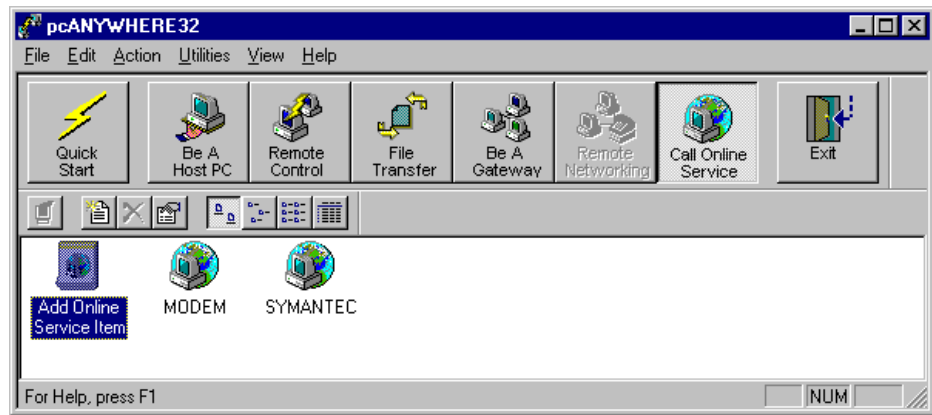 pcANYWHERE32
File Edit Action Utilities View Help
Quick Start
Be A Host PC
Remote Control
File Transfer
Be A Gateway
Remote Networking
Call Online Service
Exit
Add Online Service Item
MODEM
SYMANTEC
For Help, press F1
NUM